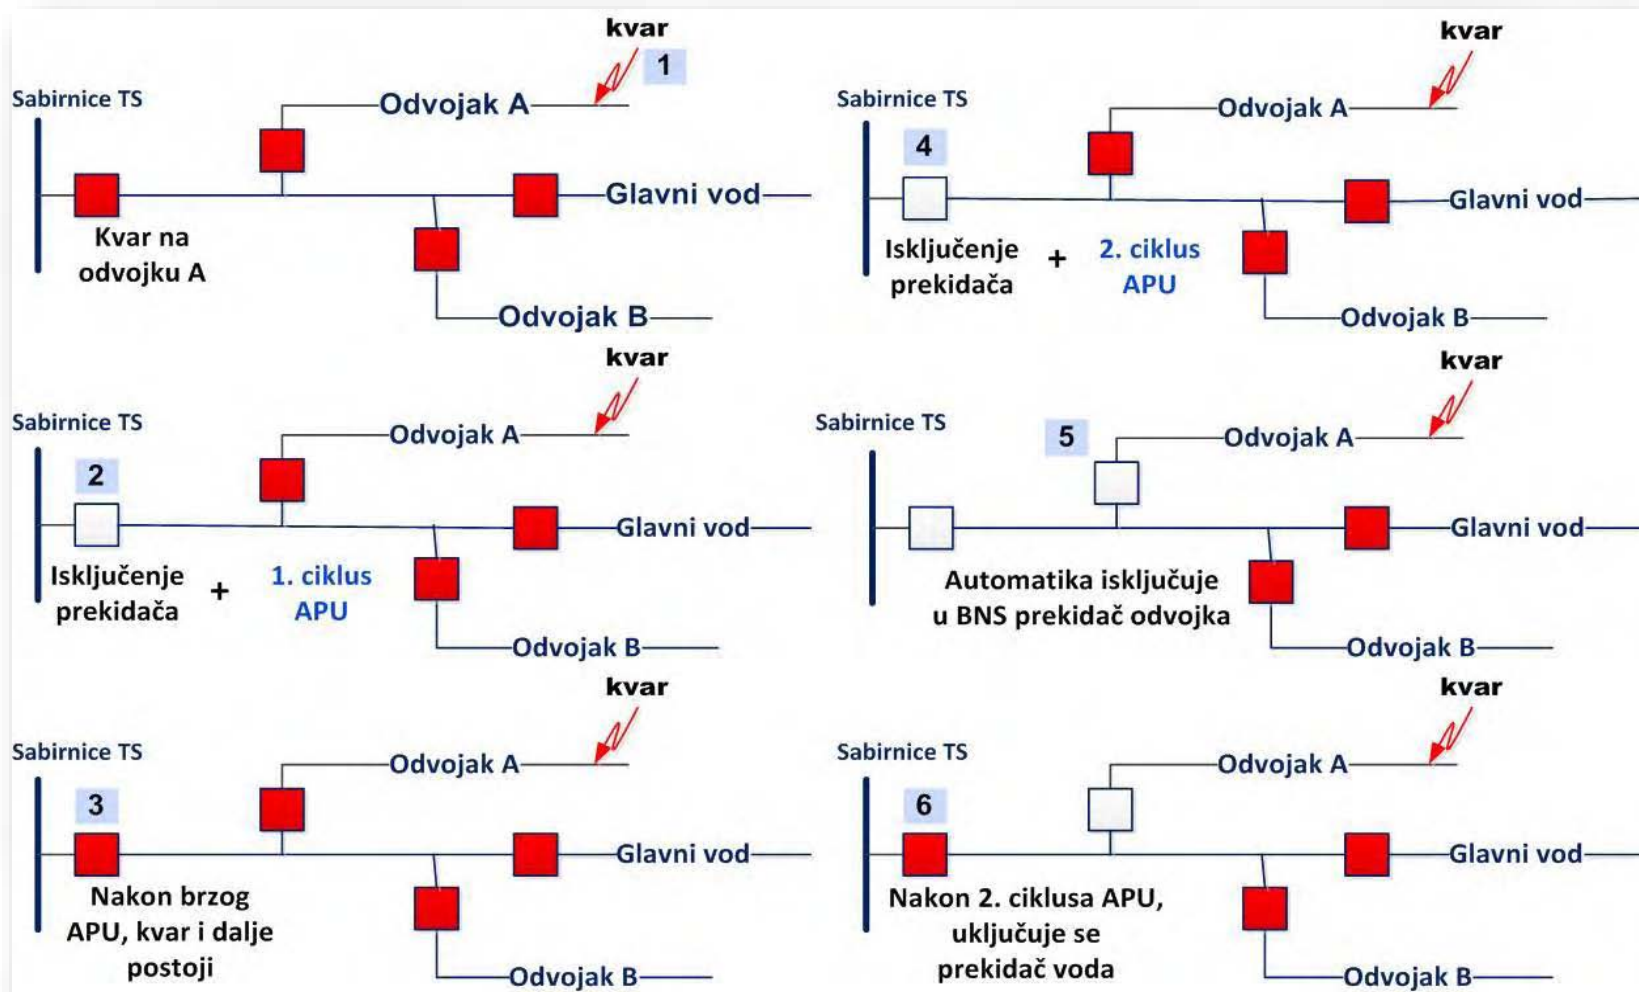 kvar
1
Sabirnice TS
Odvojak A
Glavni vod
Kvar na
odvojku A
Odvojak B
kvar
Sabirnice TS
2
Odvojak A
Glavni vod
Isključenje
prekidača
+
1. ciklus
APU
Odvojak B
kvar
Sabirnice TS
3
Odvojak A
Glavni vod
Nakon brzog
APU, kvar i dalje
postoji
Odvojak B
kvar
Sabirnice TS
4
Odvojak A
Glavni vod
Isključenje
prekidača
+
2. ciklus
APU
Odvojak B
kvar
Sabirnice TS
5
Odvojak A
Glavni vod
Automatika isključuje
u BNS prekidač odvojka
Odvojak B
kvar
Sabirnice TS
6
Odvojak A
Glavni vod
Nakon 2. ciklusa APU,
uključuje se
prekidač voda
Odvojak B